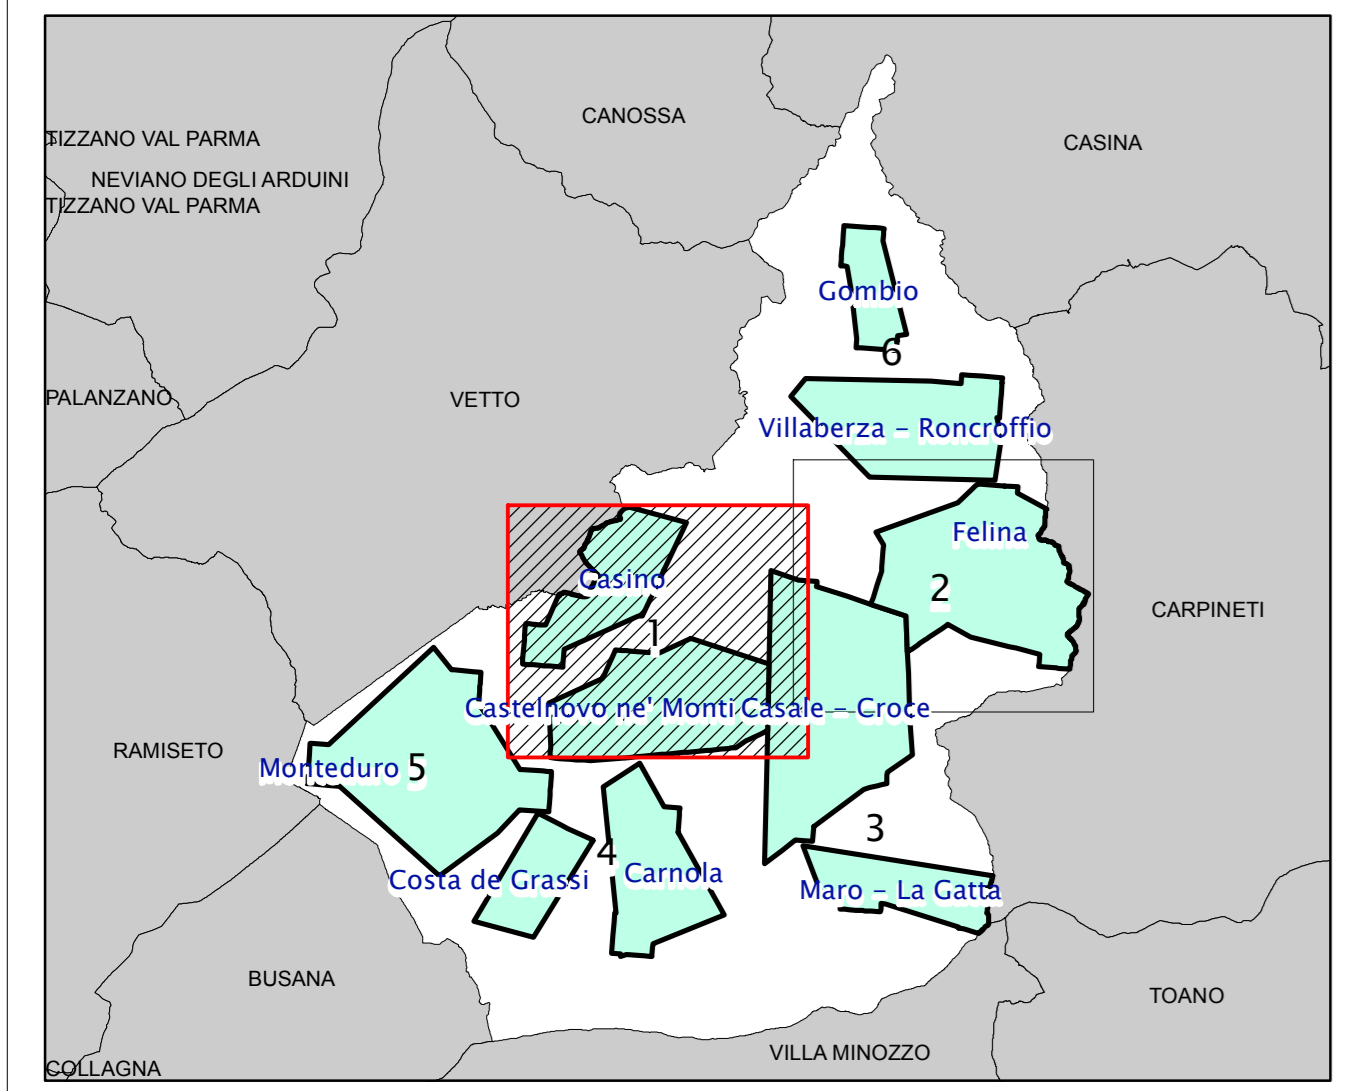 CANOSSA
TIZZANO VAL PARMA
CASINA
NEVIANO DEGLI ARDUINI
TIZZANO VAL PARMA
Gombio
6
PALANZANO
VETTO
Villaberza – Roncroffio
Felina
Casino
2
CARPINETI
1
Castelnovo ne' Monti
Casale – Croce
RAMISETO
Monteduro
5
3
4
Costa de Grassi
Carnola
Maro – La Gatta
BUSANA
TOANO
VILLA MINOZZO
COLLAGNA